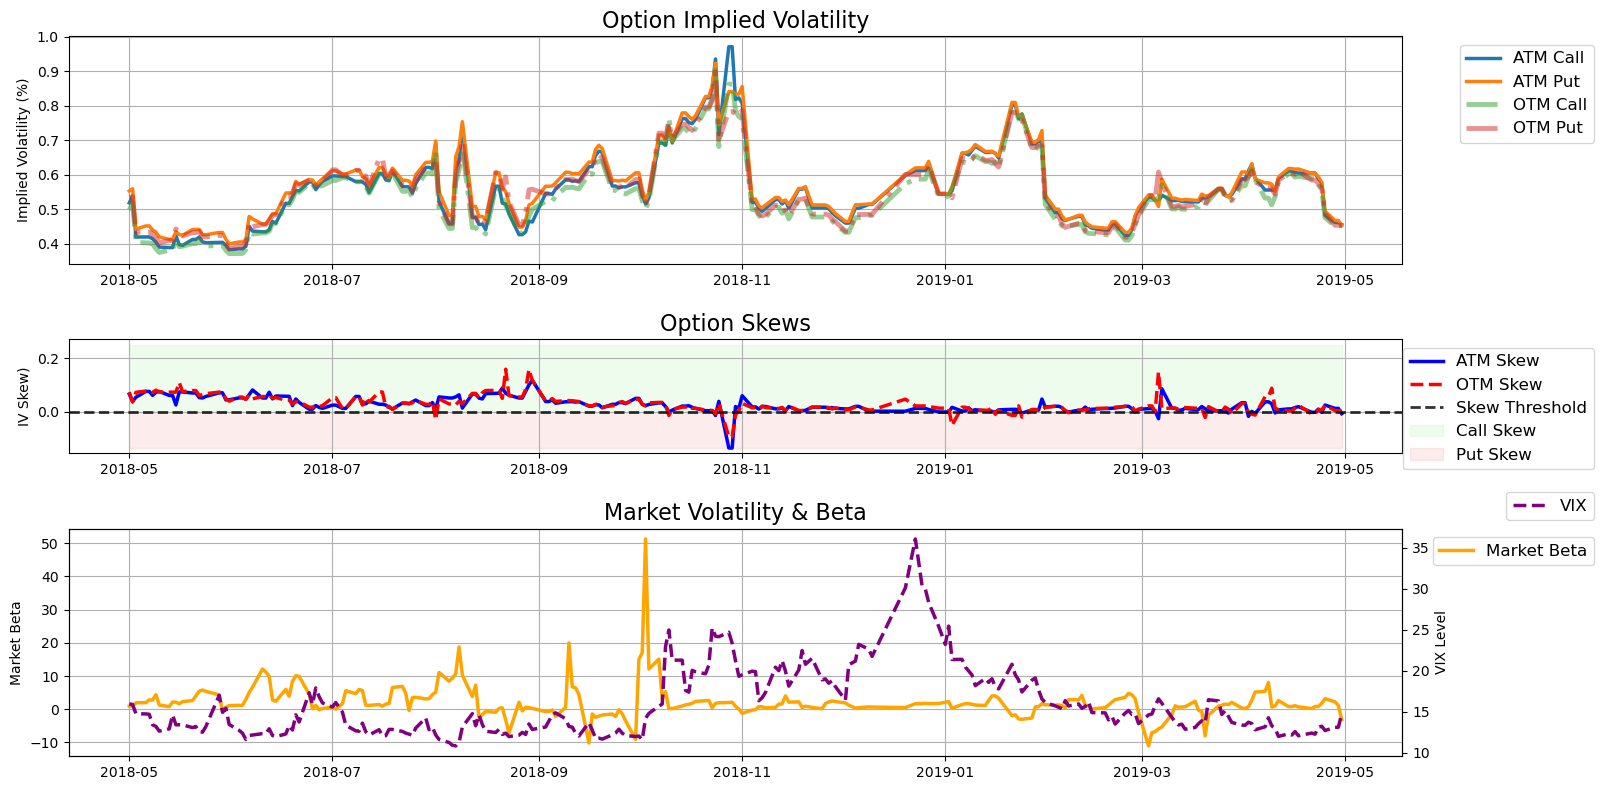 Option Implied Volatility
Implied Volatility (%)
1.0
0.9
0.8
0.7
0.6
0.5
0.4
2018-05 2018-07 2018-09 2018-11 2019-01 2019-03 2019-05
ATM Call
ATM Put
OTM Call
OTM Put
Option Skews
IV Skew)
0.2
0.0
2018-05 2018-07 2018-09 2018-11 2019-01 2019-03 2019-05
ATM Skew
OTM Skew
Skew Threshold
Call Skew
Put Skew
Market Volatility & Beta
Market Beta
50
40
30
20
10
0
−10
2018-05 2018-07 2018-09 2018-11 2019-01 2019-03 2019-05
35
30
25
20
15
10
VIX Level
VIX
Market Beta